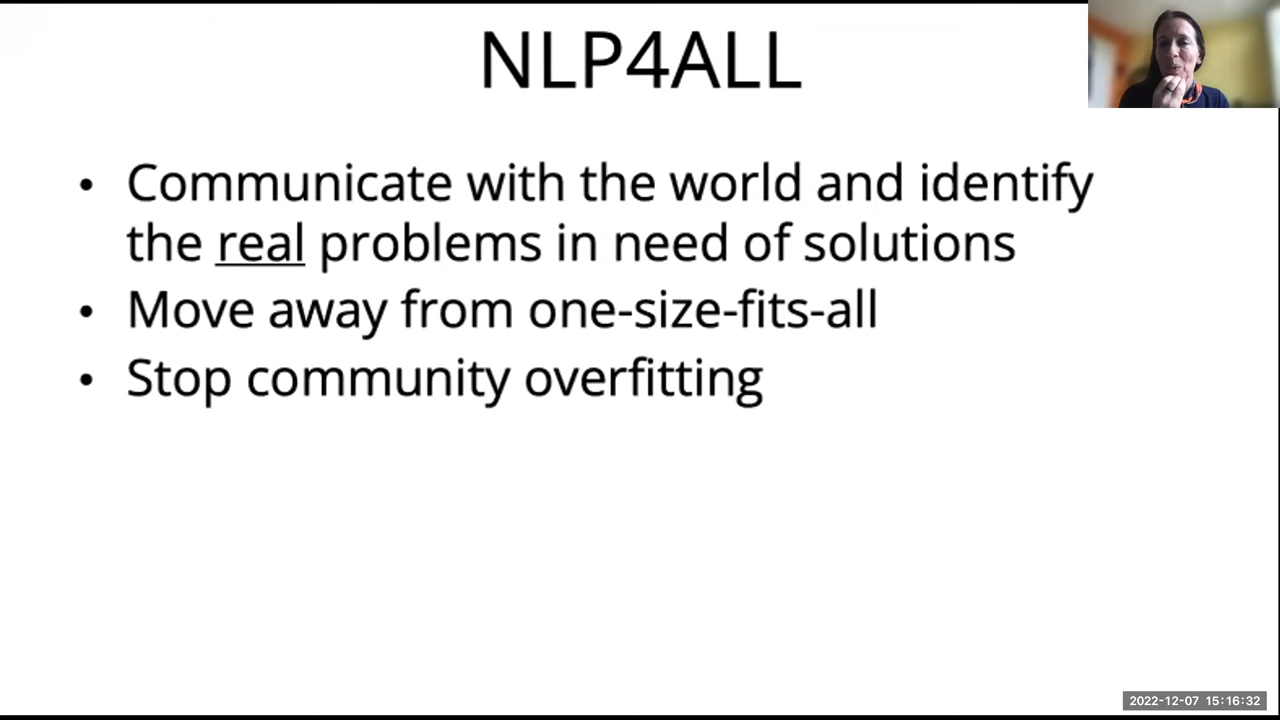 NLP4ALL
• Communicate with the world and identify
the real problems in need of solutions
• Move away from one-size-fits-all
• Stop community overfitting
2022-12-07 15:16:32